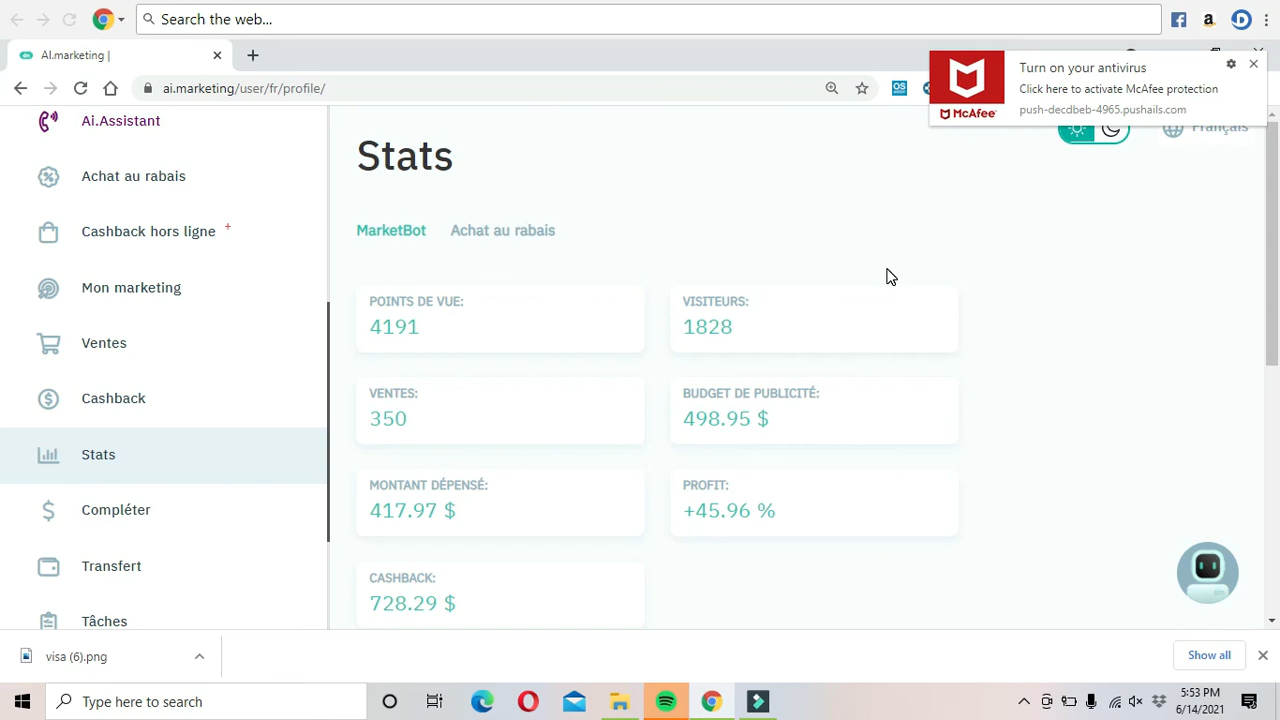 Search the web...
AI.marketing |
ai.marketing/user/fr/profile/
Turn on your antivirus
Click here to activate McAfee protection
push-decdbeb-4965.pushails.com
McAfee
Français
Ai.Assistant
Achat au rabais
Cashback hors ligne +
Mon marketing
Ventes
Cashback
Stats
Compléter
Transfert
Tâches
Stats
MarketBot Achat au rabais
POINTS DE VUE:
4191
VISITEURS:
1828
VENTES:
350
BUDGET DE PUBLICITÉ:
498.95 $
MONTANT DÉPENSÉ:
417.97 $
PROFIT:
+45.96 %
CASHBACK:
728.29 $
visa (6).png
Show all
Type here to search
5:53 PM
6/14/2021